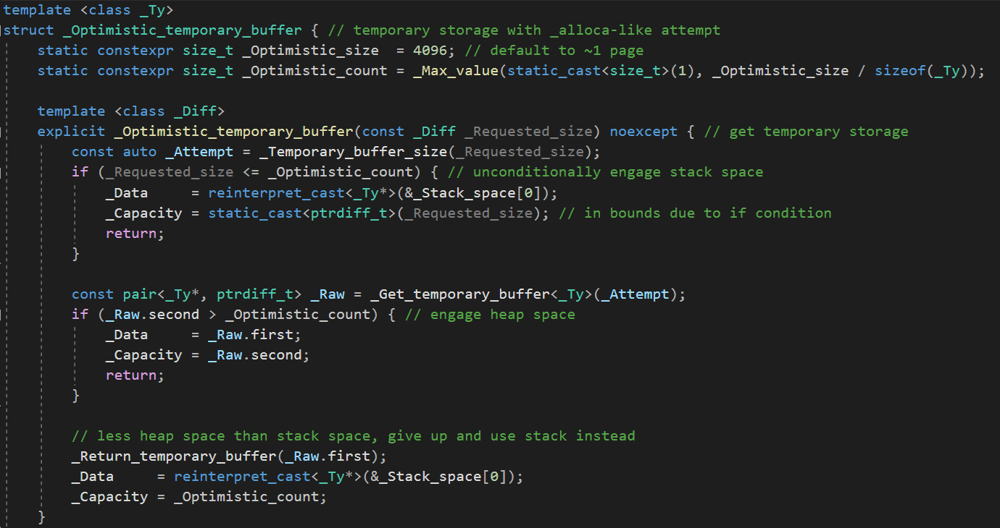 template <class _Ty>
struct _Optimistic_temporary_buffer { // temporary storage with _alloca-like attempt
    static constexpr size_t _Optimistic_size  = 4096; // default to ~1 page
    static constexpr size_t _Optimistic_count = _Max_value(static_cast<size_t>(1), _Optimistic_size / sizeof(_Ty));

    template <class _Diff>
    explicit _Optimistic_temporary_buffer(const _Diff _Requested_size) noexcept { // get temporary storage
        const auto _Attempt = _Temporary_buffer_size(_Requested_size);
        if (_Requested_size <= _Optimistic_count) { // unconditionally engage stack space
            _Data     = reinterpret_cast<_Ty*>(&_Stack_space[0]);
            _Capacity = static_cast<ptrdiff_t>(_Requested_size); // in bounds due to if condition
            return;
        }

        const pair<_Ty*, ptrdiff_t> _Raw = _Get_temporary_buffer<_Ty>(_Attempt);
        if (_Raw.second > _Optimistic_count) { // engage heap space
            _Data     = _Raw.first;
            _Capacity = _Raw.second;
            return;
        }

        // less heap space than stack space, give up and use stack instead
        _Return_temporary_buffer(_Raw.first);
        _Data     = reinterpret_cast<_Ty*>(&_Stack_space[0]);
        _Capacity = _Optimistic_count;
    }